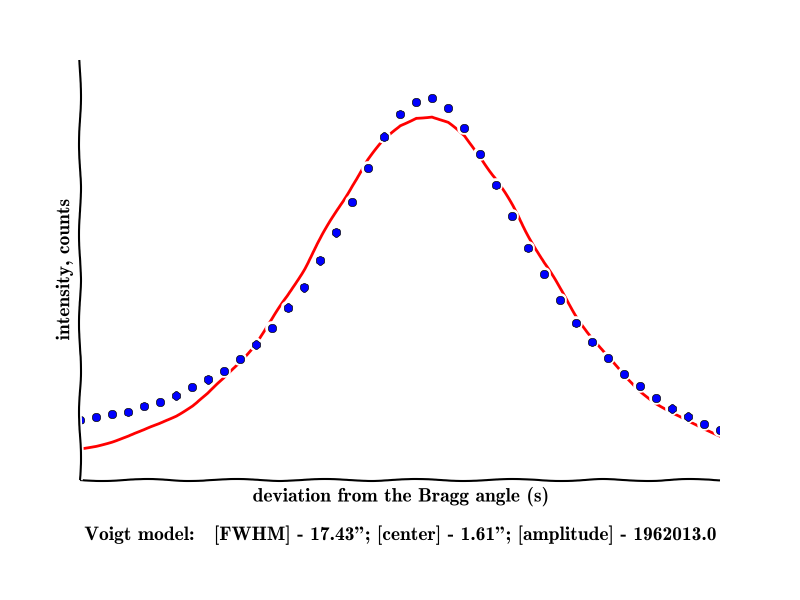 intensity, counts
deviation from the Bragg angle (s)
Voigt model: [FWHM] - 17.43”; [center] - 1.61”; [amplitude] - 1962013.0